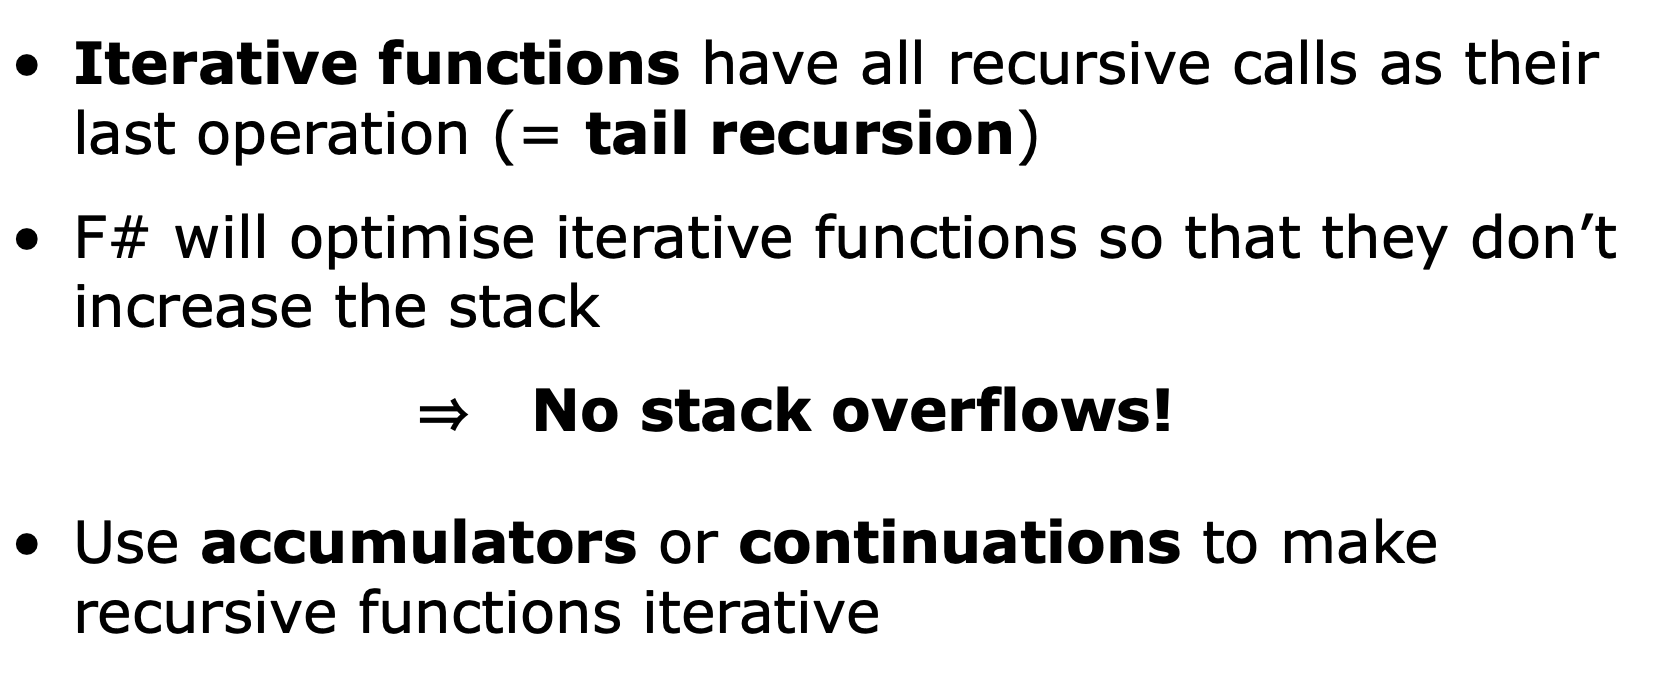 • Iterative functions have all recursive calls as their
last operation (= tail recursion)
• F# will optimise iterative functions so that they don’t
increase the stack
⇒ No stack overflows!
• Use accumulators or continuations to make
recursive functions iterative